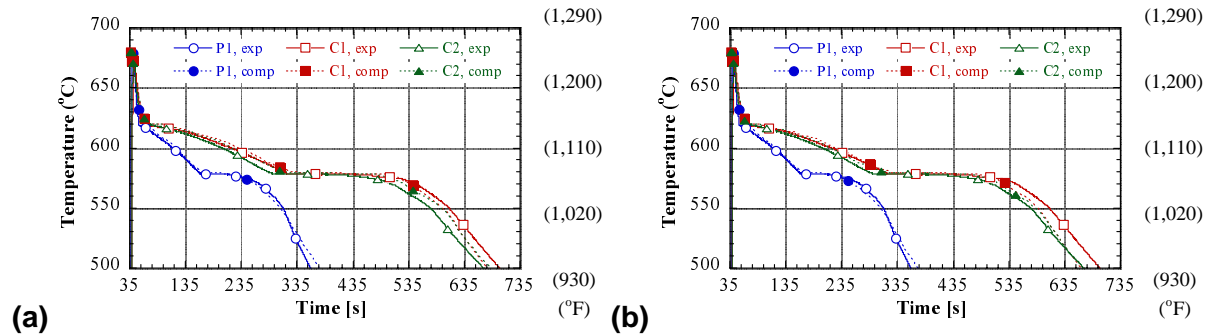 700
(1,290)
P1, exp
C1, exp
C2, exp
P1, comp
C1, comp
C2, comp
650
(1,200)
600
(1,110)
550
(1,020)
500
(930)
Temperature (°C)
35 135 235 335 435 535 635 735
Time [s]
(°F)
(a)
700
(1,290)
P1, exp
C1, exp
C2, exp
P1, comp
C1, comp
C2, comp
650
(1,200)
600
(1,110)
550
(1,020)
500
(930)
Temperature (°C)
35 135 235 335 435 535 635 735
Time [s]
(°F)
(b)